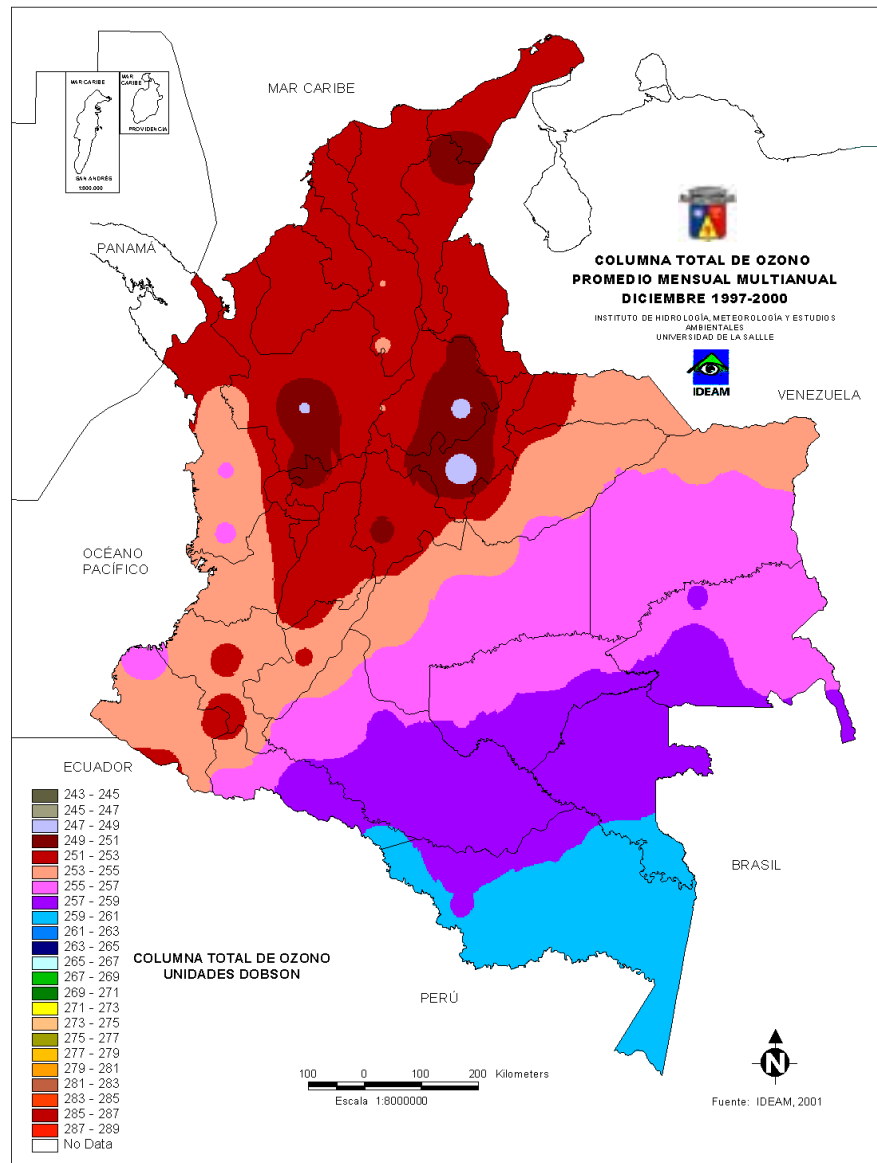 MAR CARIBE
MAR
CARIBE
PROVIDENCIA
SAN ANDRÉS
1:600.000
MAR CARIBE
PANAMÁ
COLUMNA TOTAL DE OZONO
PROMEDIO MENSUAL MULTIANUAL
DICIEMBRE 1997-2000
INSTITUTO DE HIDROLOGÍA, METEOROLOGÍA Y ESTUDIOS
AMBIENTALES
UNIVERSIDAD DE LA SALLLE
IDEAM
VENEZUELA
OCÉANO
PACÍFICO
ECUADOR
243 - 245
245 - 247
247 - 249
249 - 251
251 - 253
253 - 255
255 - 257
257 - 259
259 - 261
261 - 263
263 - 265
265 - 267
267 - 269
269 - 271
271 - 273
273 - 275
275 - 277
277 - 279
279 - 281
281 - 283
283 - 285
285 - 287
287 - 289
No Data
COLUMNA TOTAL DE OZONO
UNIDADES DOBSON
BRASIL
PERÚ
100 0 100 200 Kilometers
Escala 1:8000000
N
Fuente: IDEAM, 2001